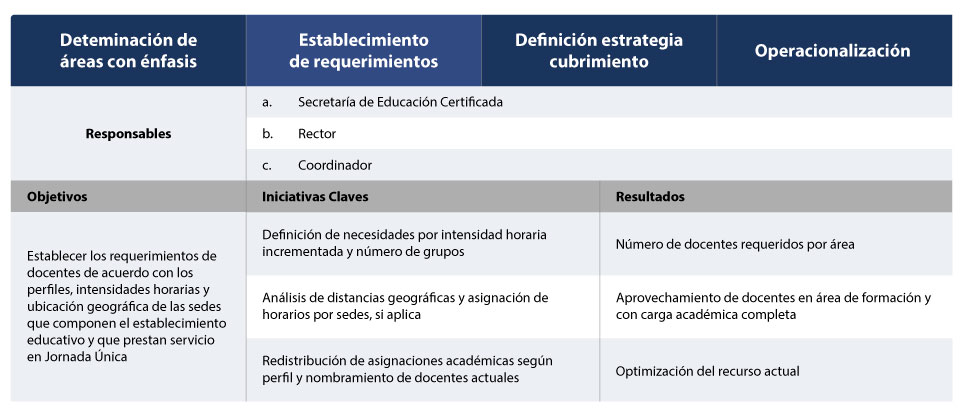 Deteminación de
áreas con énfasis
Establecimiento
de requerimientos
Definición estrategia
cubrimiento
Operacionalización
Responsables
a. Secretaría de Educación Certificada
b. Rector
c. Coordinador
Objetivos
Iniciativas Claves
Resultados
Establecer los requerimientos de
docentes de acuerdo con los
perfiles, intensidades horarias y
ubicación geográfica de las sedes
que componen el establecimiento
educativo y que prestan servicio
en Jornada Única
Definición de necesidades por intensidad horaria
incrementada y número de grupos
Número de docentes requeridos por área
Análisis de distancias geográficas y asignación de
horarios por sedes, si aplica
Aprovechamiento de docentes en área de formación y
con carga académica completa
Redistribución de asignaciones académicas según
perfil y nombramiento de docentes actuales
Optimización del recurso actual